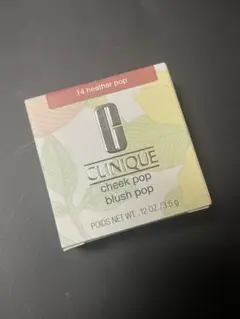 14 heather pop
C
CLINIQUE
cheek pop
blush pop
POIDS NET WT. .12 OZ./3.5 g